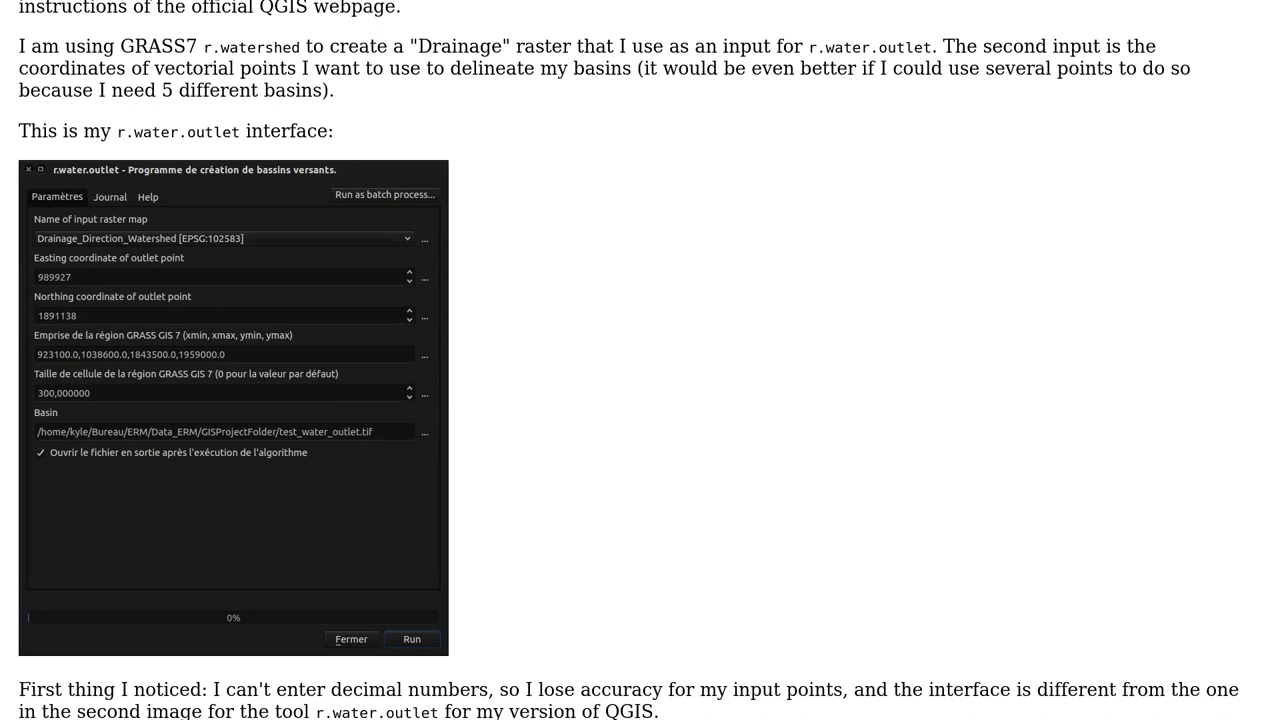 instructions of the official QGIS webpage.
I am using GRASS7 r.watershed to create a "Drainage" raster that I use as an input for r.water.outlet. The second input is the
coordinates of vectorial points I want to use to delineate my basins (it would be even better if I could use several points to do so
because I need 5 different basins).
This is my r.water.outlet interface:
r.water.outlet - Programme de création de bassins versants.
Paramètres Journal Help Run as batch process...
Name of input raster map
Drainage_Direction_Watershed [EPSG:102583] ...
Easting coordinate of outlet point
989927 ...
Northing coordinate of outlet point
1891138 ...
Emprise de la région GRASS GIS 7 (xmin, xmax, ymin, ymax)
923100.0,1038600.0,1843500.0,1959000.0 ...
Taille de cellule de la région GRASS GIS 7 (0 pour la valeur par défaut)
300,000000 ...
Basin
/home/kyle/Bureau/ERM/Data_ERM/GISProjectFolder/test_water_outlet.tif ...
Ouvrir le fichier en sortie après l'exécution de l'algorithme
0%
Fermer Run
First thing I noticed: I can't enter decimal numbers, so I lose accuracy for my input points, and the interface is different from the one
in the second image for the tool r.water.outlet for my version of QGIS.